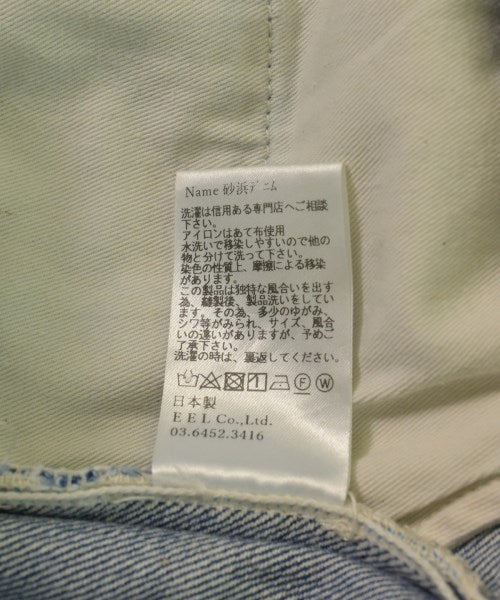 Name 砂浜デニム
洗濯は信用ある専門店へご相談
下さい。
アイロンはあて布使用
水洗いで移染しやすいので他の
物と分けて洗って下さい。
染色の性質上、摩擦による移染
があります。
この製品は独特な風合いを出す
為、縫製後、製品洗いをしてい
ます。その為、多少のゆがみ、
シワ等がみられ、サイズ、風合
いの違いがありますが、予めご
了承下さい。
洗濯の時は、裏返してください。
日本製
EEL Co.,Ltd.
03.6452.3416